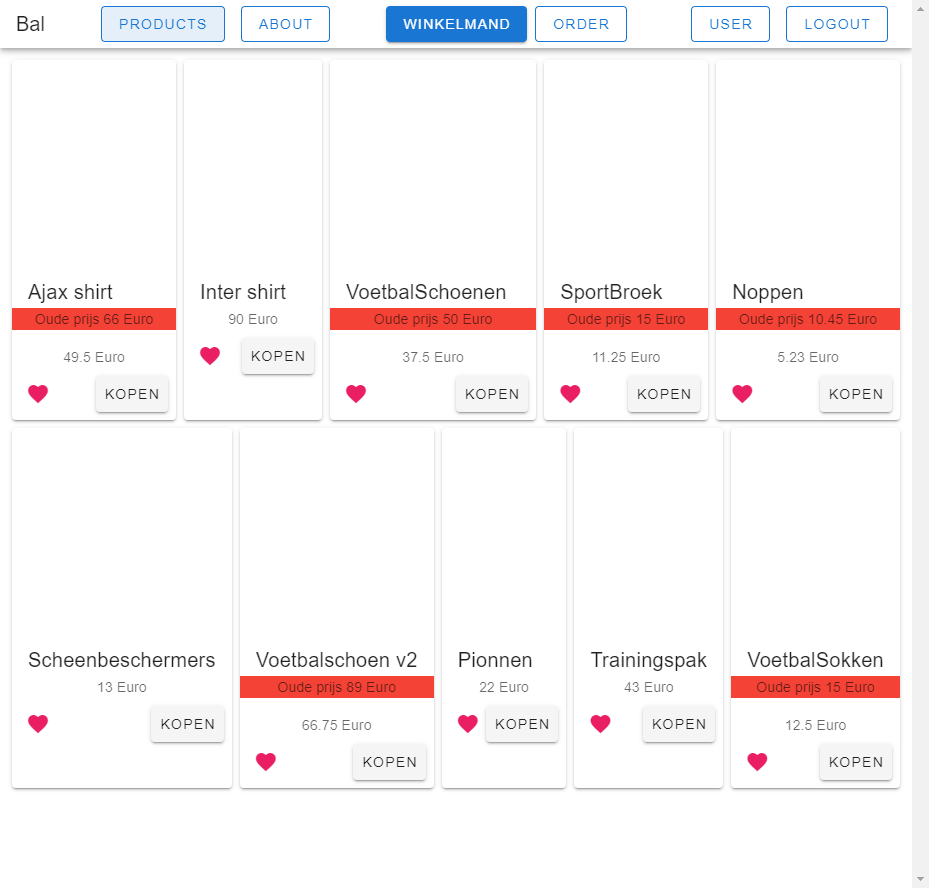 Bal PRODUCTS ABOUT WINKELMAND ORDER USER LOGOUT
Ajax shirt
Oude prijs 66 Euro
49.5 Euro
KOPEN
Inter shirt
90 Euro
KOPEN
VoetbalSchoenen
Oude prijs 50 Euro
37.5 Euro
KOPEN
SportBroek
Oude prijs 15 Euro
11.25 Euro
KOPEN
Noppen
Oude prijs 10.45 Euro
5.23 Euro
KOPEN
Scheenbeschermers
13 Euro
KOPEN
Voetbalschoen v2
Oude prijs 89 Euro
66.75 Euro
KOPEN
Pionnen
22 Euro
KOPEN
Trainingspak
43 Euro
KOPEN
VoetbalSokken
Oude prijs 15 Euro
12.5 Euro
KOPEN